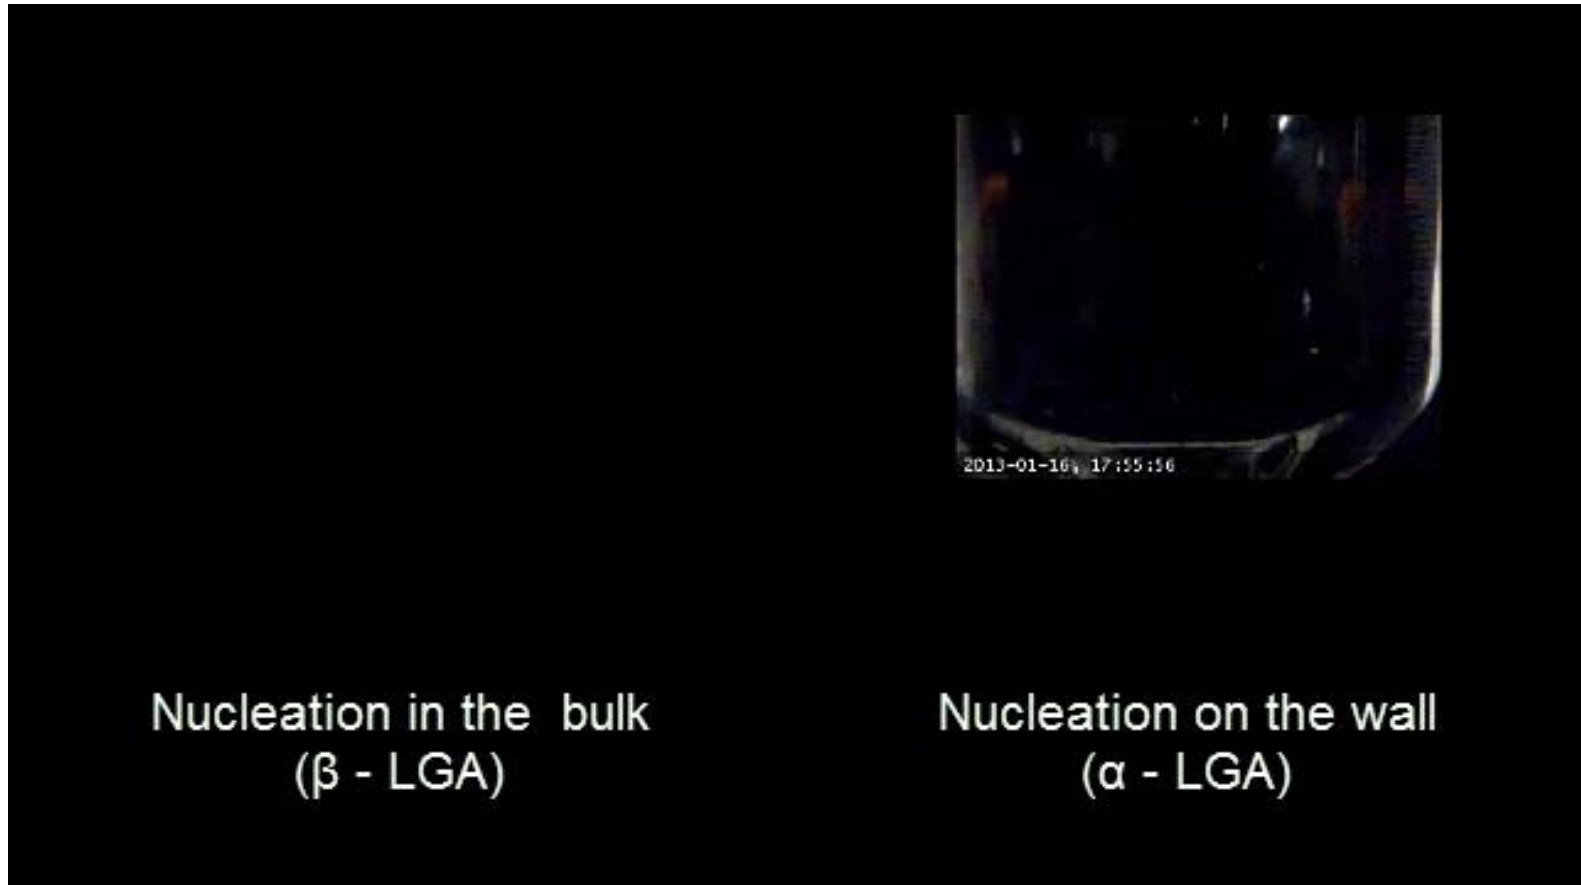 2013-01-16, 17:55:56
Nucleation in the bulk
(β - LGA)
Nucleation on the wall
(α - LGA)